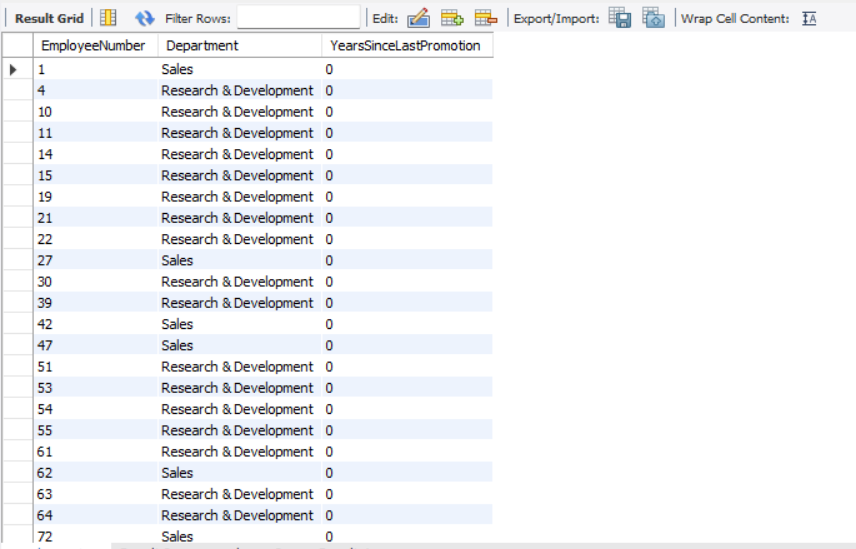 Result Grid Filter Rows: Edit: Export/Import: Wrap Cell Content: IA
EmployeeNumber Department YearsSinceLastPromotion
1 Sales 0
4 Research & Development 0
10 Research & Development 0
11 Research & Development 0
14 Research & Development 0
15 Research & Development 0
19 Research & Development 0
21 Research & Development 0
22 Research & Development 0
27 Sales 0
30 Research & Development 0
39 Research & Development 0
42 Sales 0
47 Sales 0
51 Research & Development 0
53 Research & Development 0
54 Research & Development 0
55 Research & Development 0
61 Research & Development 0
62 Sales 0
63 Research & Development 0
64 Research & Development 0
72 Sales 0